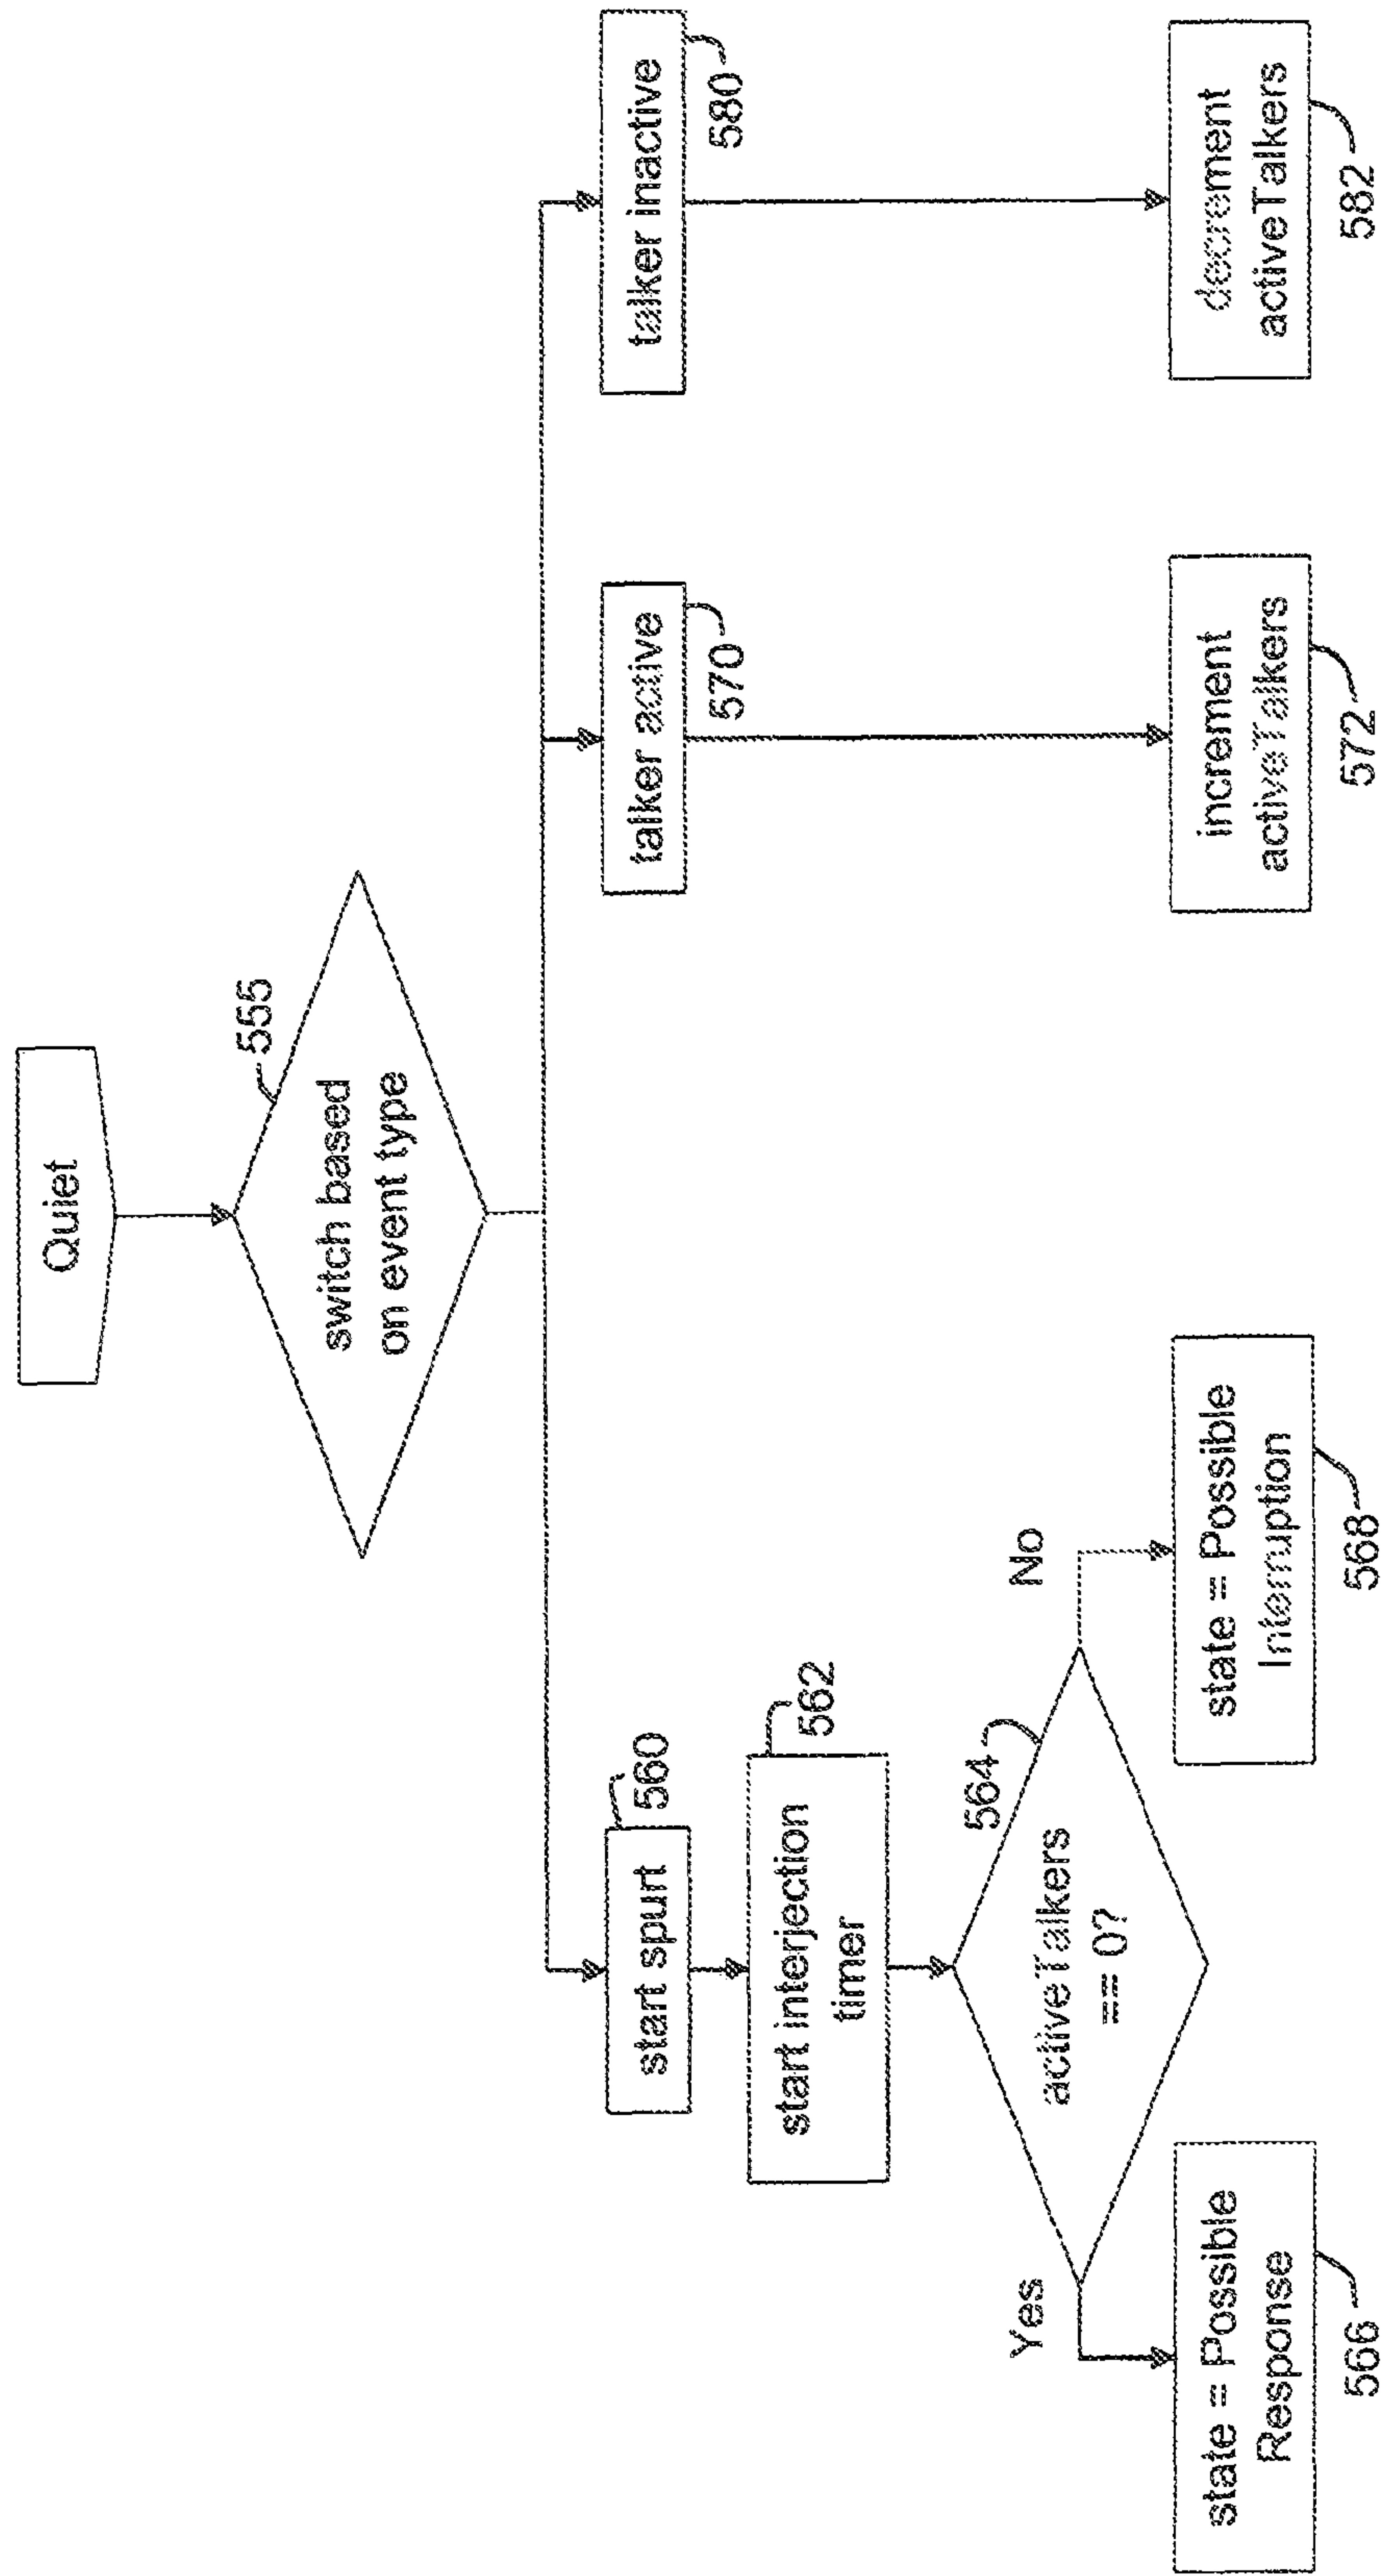 Quiet
555
switch based
on event type
start spurt
560
start interjection
timer
562
activeTalkers
== 0?
564
Yes
No
state = Possible
Response
566
state = Possible
Interruption
568
talker active
570
increment
activeTalkers
572
talker inactive
580
decrement
activeTalkers
582